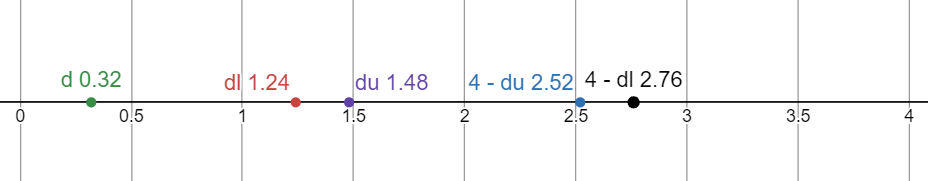 d 0.32 dl 1.24 du 1.48 4 - du 2.52 4 - dl 2.76
0 0.5 1 1.5 2 2.5 3 3.5 4